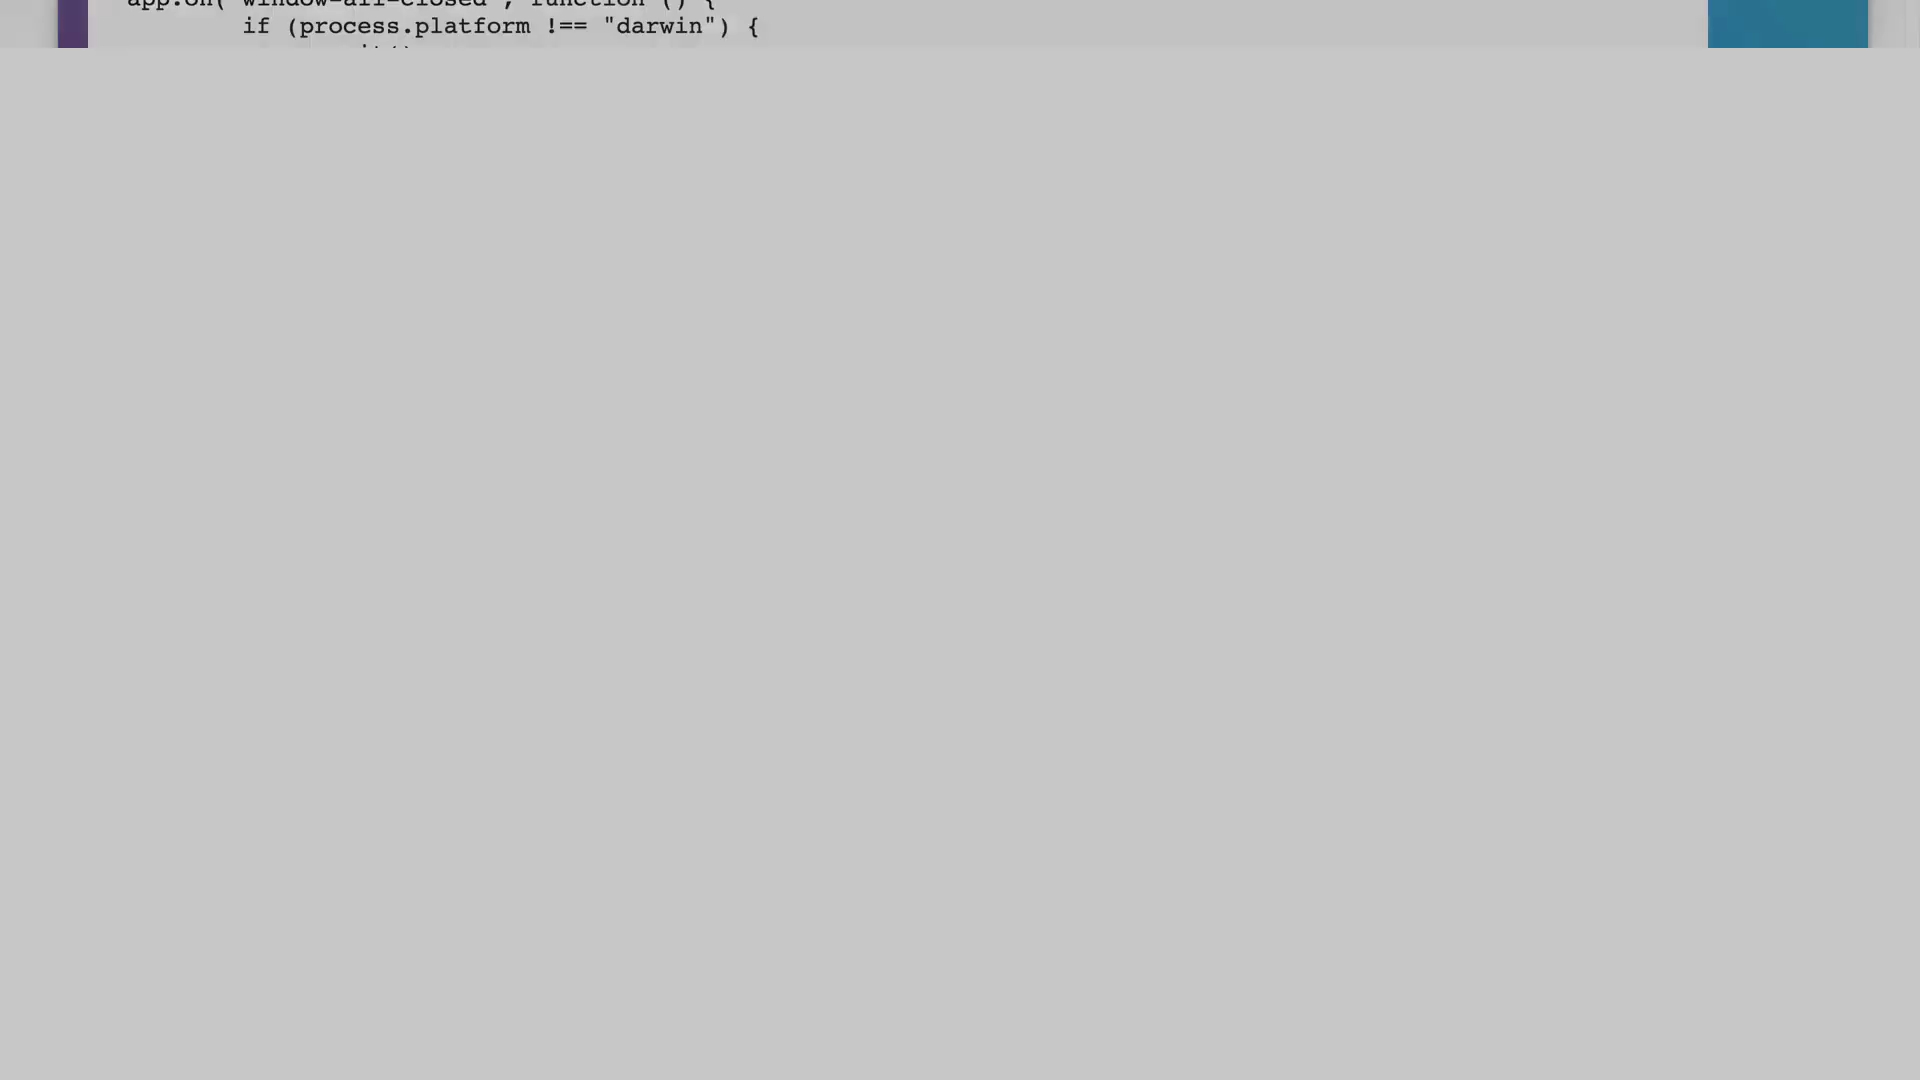 app.on("window-all-closed", function () {
if (process.platform !== "darwin") {